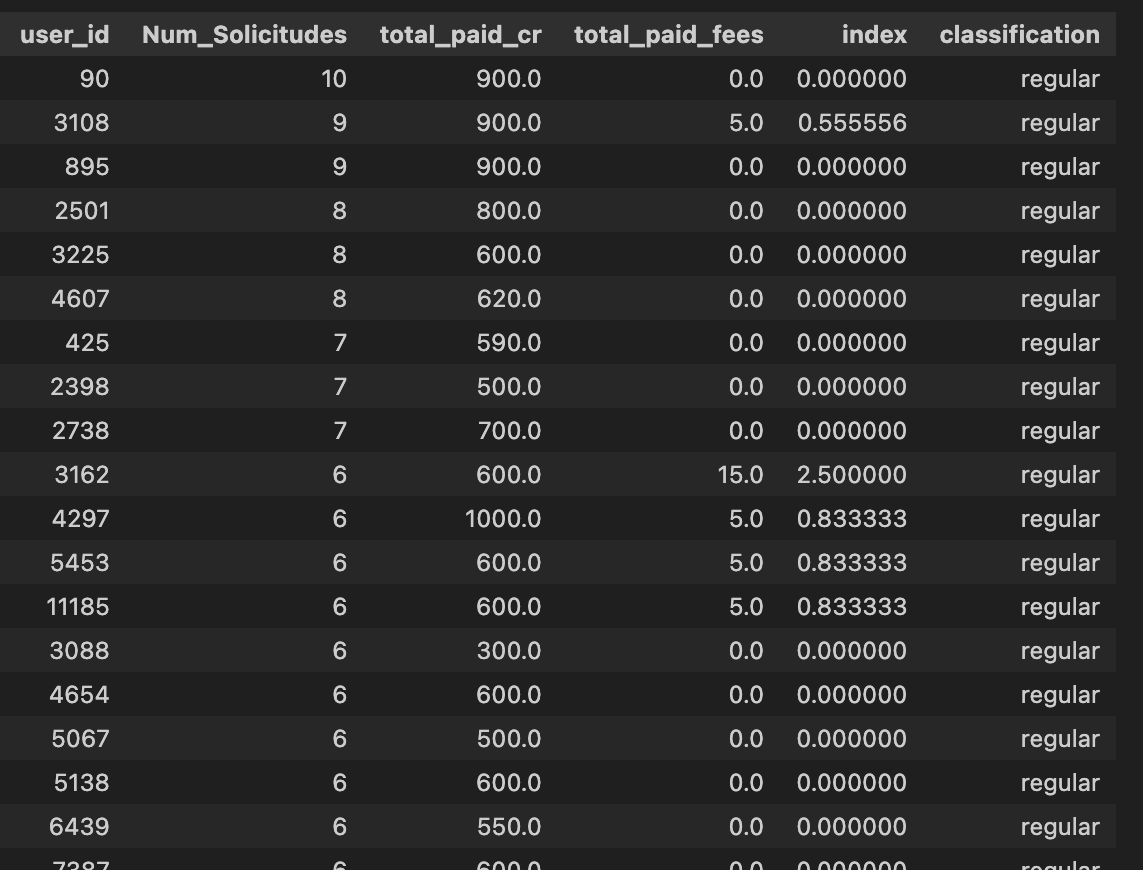 user_id Num_Solicitudes total_paid_cr total_paid_fees index classification
90 10 900.0 0.0 0.000000 regular
3108 9 900.0 5.0 0.555556 regular
895 9 900.0 0.0 0.000000 regular
2501 8 800.0 0.0 0.000000 regular
3225 8 600.0 0.0 0.000000 regular
4607 8 620.0 0.0 0.000000 regular
425 7 590.0 0.0 0.000000 regular
2398 7 500.0 0.0 0.000000 regular
2738 7 700.0 0.0 0.000000 regular
3162 6 600.0 15.0 2.500000 regular
4297 6 1000.0 5.0 0.833333 regular
5453 6 600.0 5.0 0.833333 regular
11185 6 600.0 5.0 0.833333 regular
3088 6 300.0 0.0 0.000000 regular
4654 6 600.0 0.0 0.000000 regular
5067 6 500.0 0.0 0.000000 regular
5138 6 600.0 0.0 0.000000 regular
6439 6 550.0 0.0 0.000000 regular
7387 6 600.0 0.0 0.000000 regular